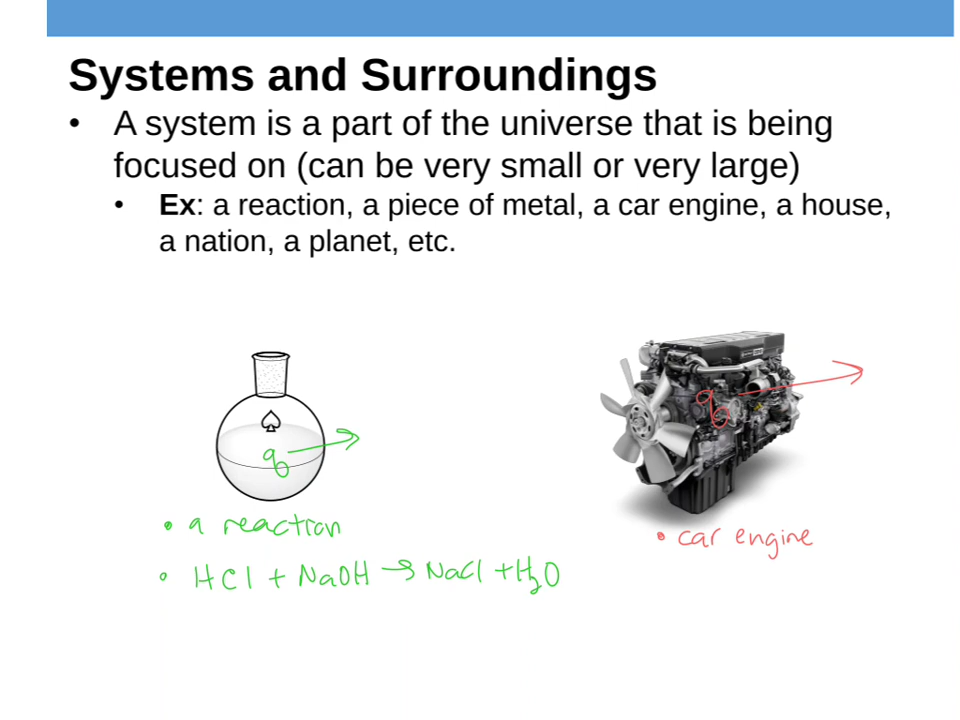 Systems and Surroundings
• A system is a part of the universe that is being
focused on (can be very small or very large)
• Ex: a reaction, a piece of metal, a car engine, a house,
a nation, a planet, etc.
q
q
• a reaction
• car engine
• HCl + NaOH → NaCl + H₂O